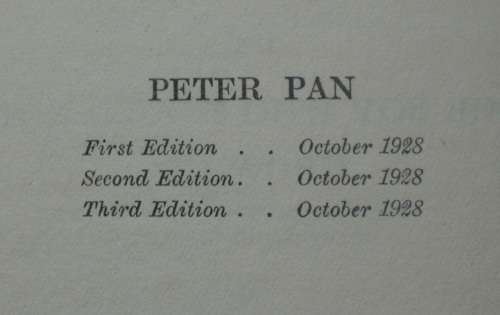 PETER PAN
First Edition . . October 1928
Second Edition . . October 1928
Third Edition . . October 1928